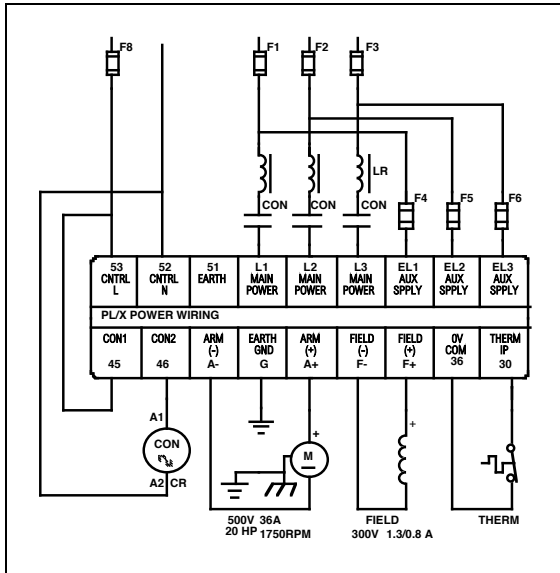 F8 F1 F2 F3
LR
CON CON CON F4 F5 F6
53 52 51 L1 L2 L3 EL1 EL2 EL3
CNTRL CNTRL EARTH MAIN MAIN MAIN AUX AUX AUX
L N POWER POWER POWER SPPLY SPPLY SPPLY
PL/X POWER WIRING
CON1 CON2 ARM EARTH ARM FIELD FIELD 0V THERM
(-) GND (+) (-) (+) COM IP
45 46 A- G A+ F- F+ 36 30
A1
+ +
CON M
A2 CR
500V 36A FIELD THERM
20 HP 1750RPM 300V 1.3/0.8 A